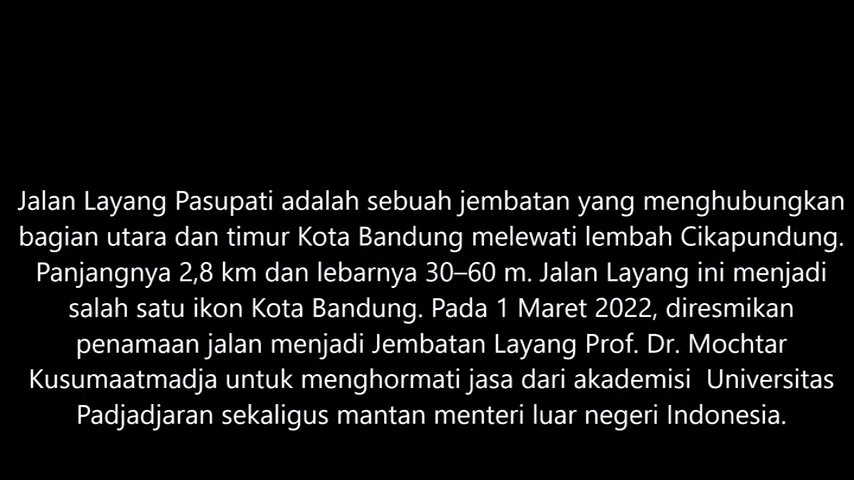 Jalan Layang Pasupati adalah sebuah jembatan yang menghubungkan
bagian utara dan timur Kota Bandung melewati lembah Cikapundung.
Panjangnya 2,8 km dan lebarnya 30–60 m. Jalan Layang ini menjadi
salah satu ikon Kota Bandung. Pada 1 Maret 2022, diresmikan
penamaan jalan menjadi Jembatan Layang Prof. Dr. Mochtar
Kusumaatmadja untuk menghormati jasa dari akademisi  Universitas
Padjadjaran sekaligus mantan menteri luar negeri Indonesia.